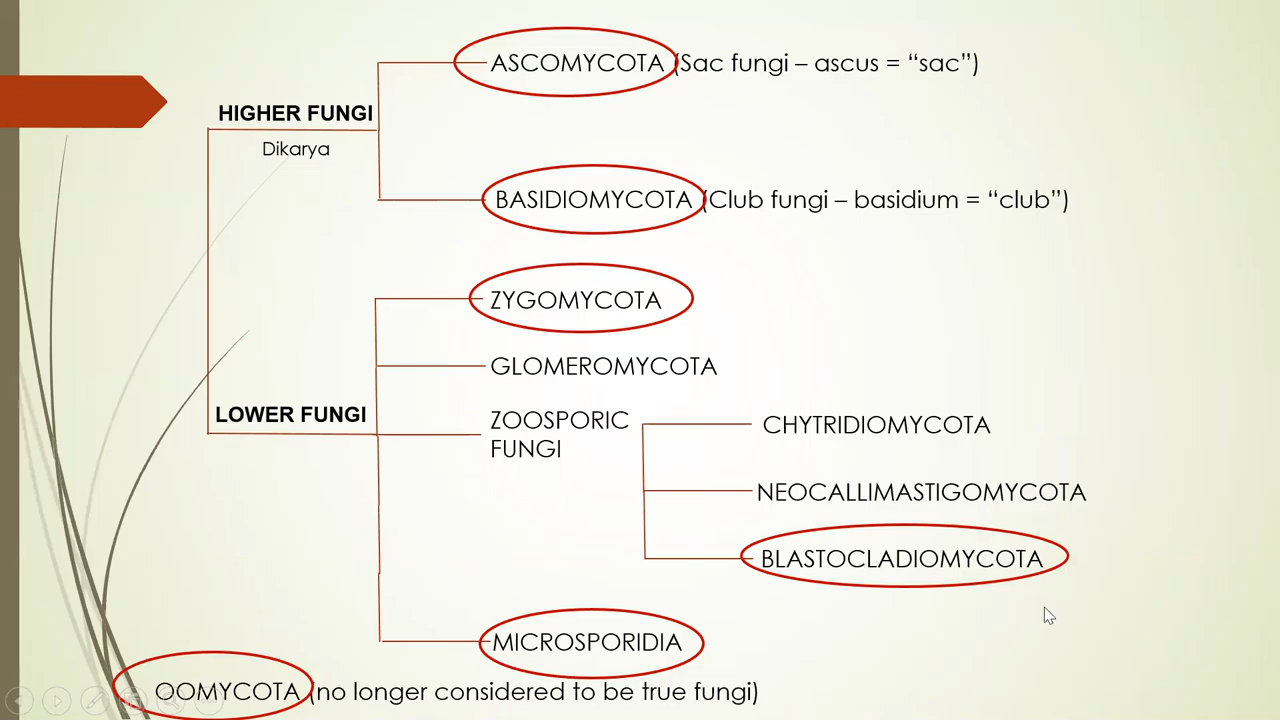 ASCOMYCOTA (Sac fungi – ascus = “sac”)
HIGHER FUNGI
Dikarya
BASIDIOMYCOTA (Club fungi – basidium = “club”)
ZYGOMYCOTA
GLOMEROMYCOTA
LOWER FUNGI
ZOOSPORIC
FUNGI
CHYTRIDIOMYCOTA
NEOCALLIMASTIGOMYCOTA
BLASTOCLADIOMYCOTA
MICROSPORIDIA
OOMYCOTA (no longer considered to be true fungi)